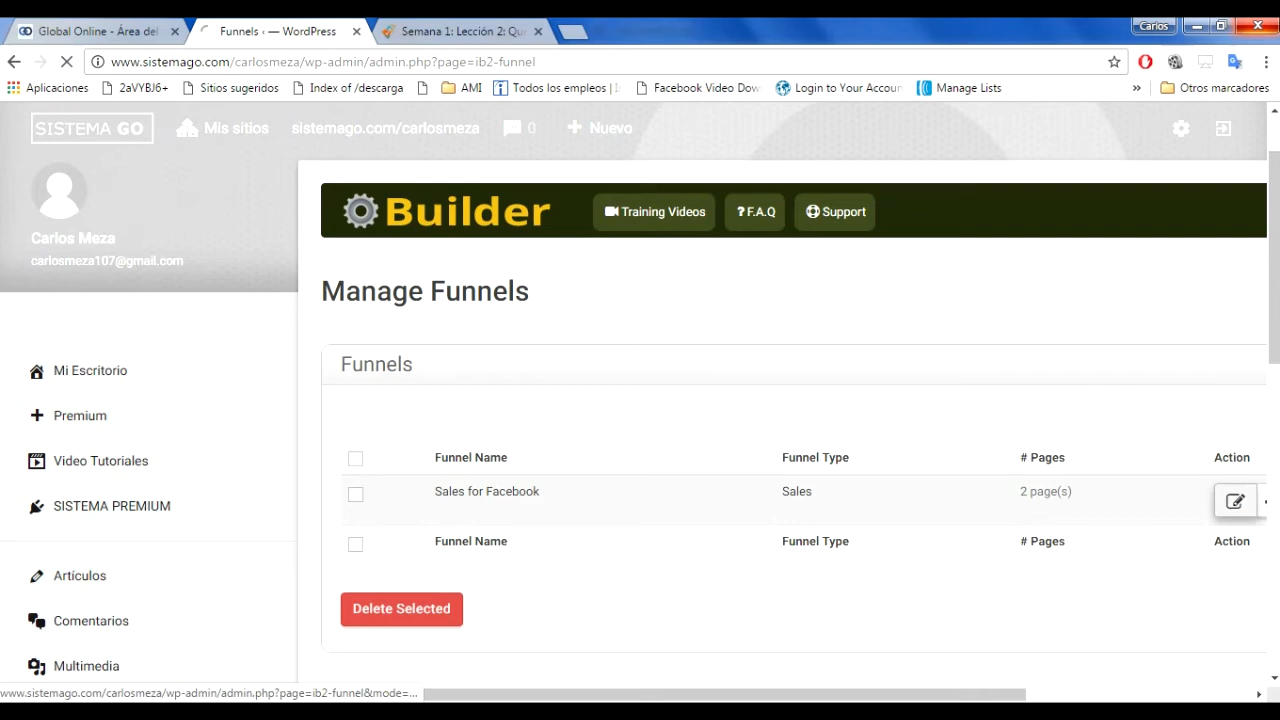 Global Online - Área del
Funnels ‹ — WordPress
Semana 1: Lección 2: Qu
Carlos
www.sistemago.com/carlosmeza/wp-admin/admin.php?page=ib2-funnel
Aplicaciones
2aVYBJ6+
Sitios sugeridos
Index of /descarga
AMI
Todos los empleos |
Facebook Video Dow
Login to Your Accoun
Manage Lists
»
Otros marcadores
SISTEMA GO
Mis sitios
sistemago.com/carlosmeza
0
Nuevo
Carlos Meza
carlosmeza107@gmail.com
Builder
Training Videos
? F.A.Q
Support
Manage Funnels
Funnels
Funnel Name Funnel Type # Pages Action
Sales for Facebook Sales 2 page(s)
Funnel Name Funnel Type # Pages Action
Delete Selected
Mi Escritorio
Premium
Video Tutoriales
SISTEMA PREMIUM
Artículos
Comentarios
Multimedia
www.sistemago.com/carlosmeza/wp-admin/admin.php?page=ib2-funnel&mode=...